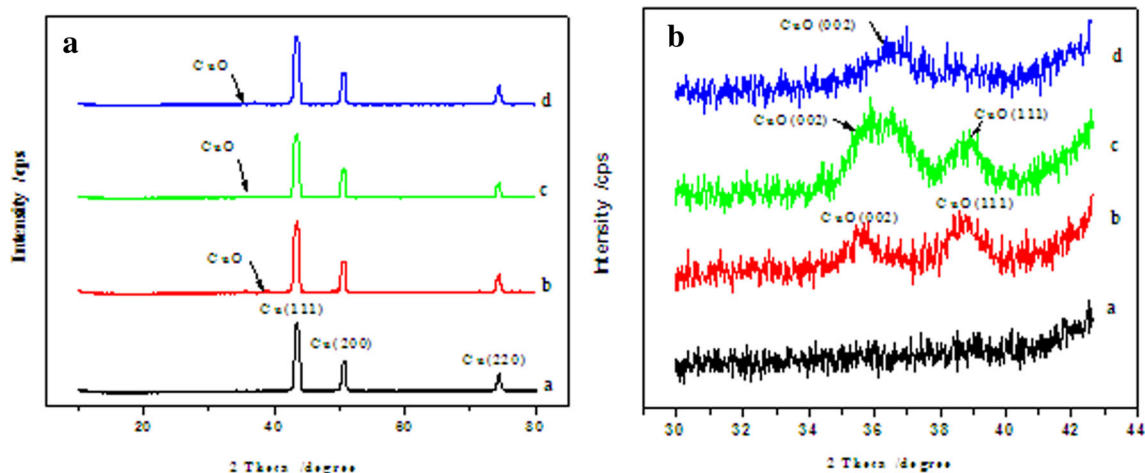 a
CuO
d
CuO
c
CuO
b
Cu(111)
Cu(200)
Cu(220)
a
Intensity /cps
20 40 60 80
2 Theta /degree
b
CuO(002)
d
CuO(002)
CuO(111)
c
CuO(002)
CuO(111)
b
a
Intensity /cps
30 32 34 36 38 40 42 44
2 Theta /degree